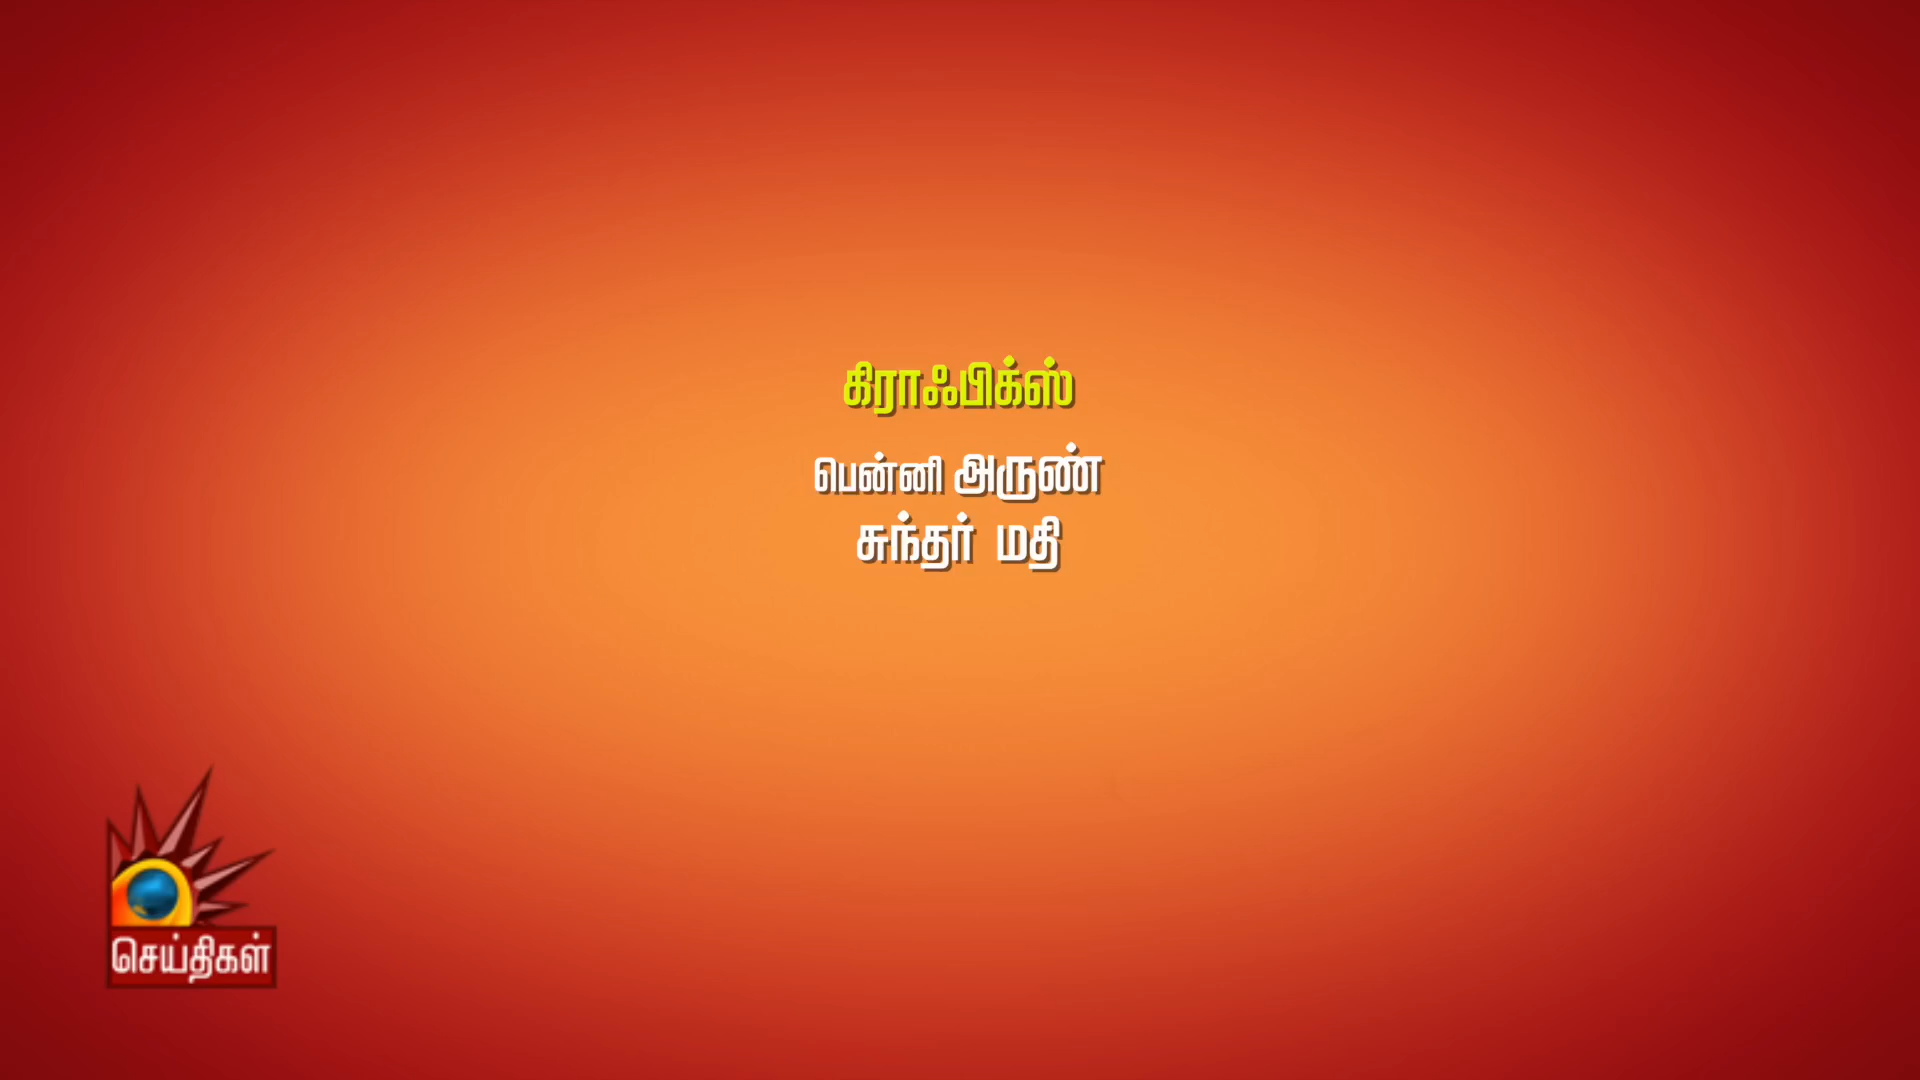 கிராஃபிக்ஸ்
பென்னி அருண்
சுந்தர் மதி
செய்திகள்